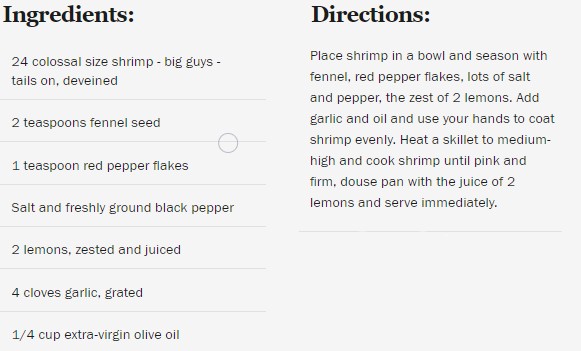 Ingredients:
24 colossal size shrimp - big guys -
tails on, deveined
2 teaspoons fennel seed
1 teaspoon red pepper flakes
Salt and freshly ground black pepper
2 lemons, zested and juiced
4 cloves garlic, grated
1/4 cup extra-virgin olive oil
Directions:
Place shrimp in a bowl and season with
fennel, red pepper flakes, lots of salt
and pepper, the zest of 2 lemons. Add
garlic and oil and use your hands to coat
shrimp evenly. Heat a skillet to medium-
high and cook shrimp until pink and
firm, douse pan with the juice of 2
lemons and serve immediately.